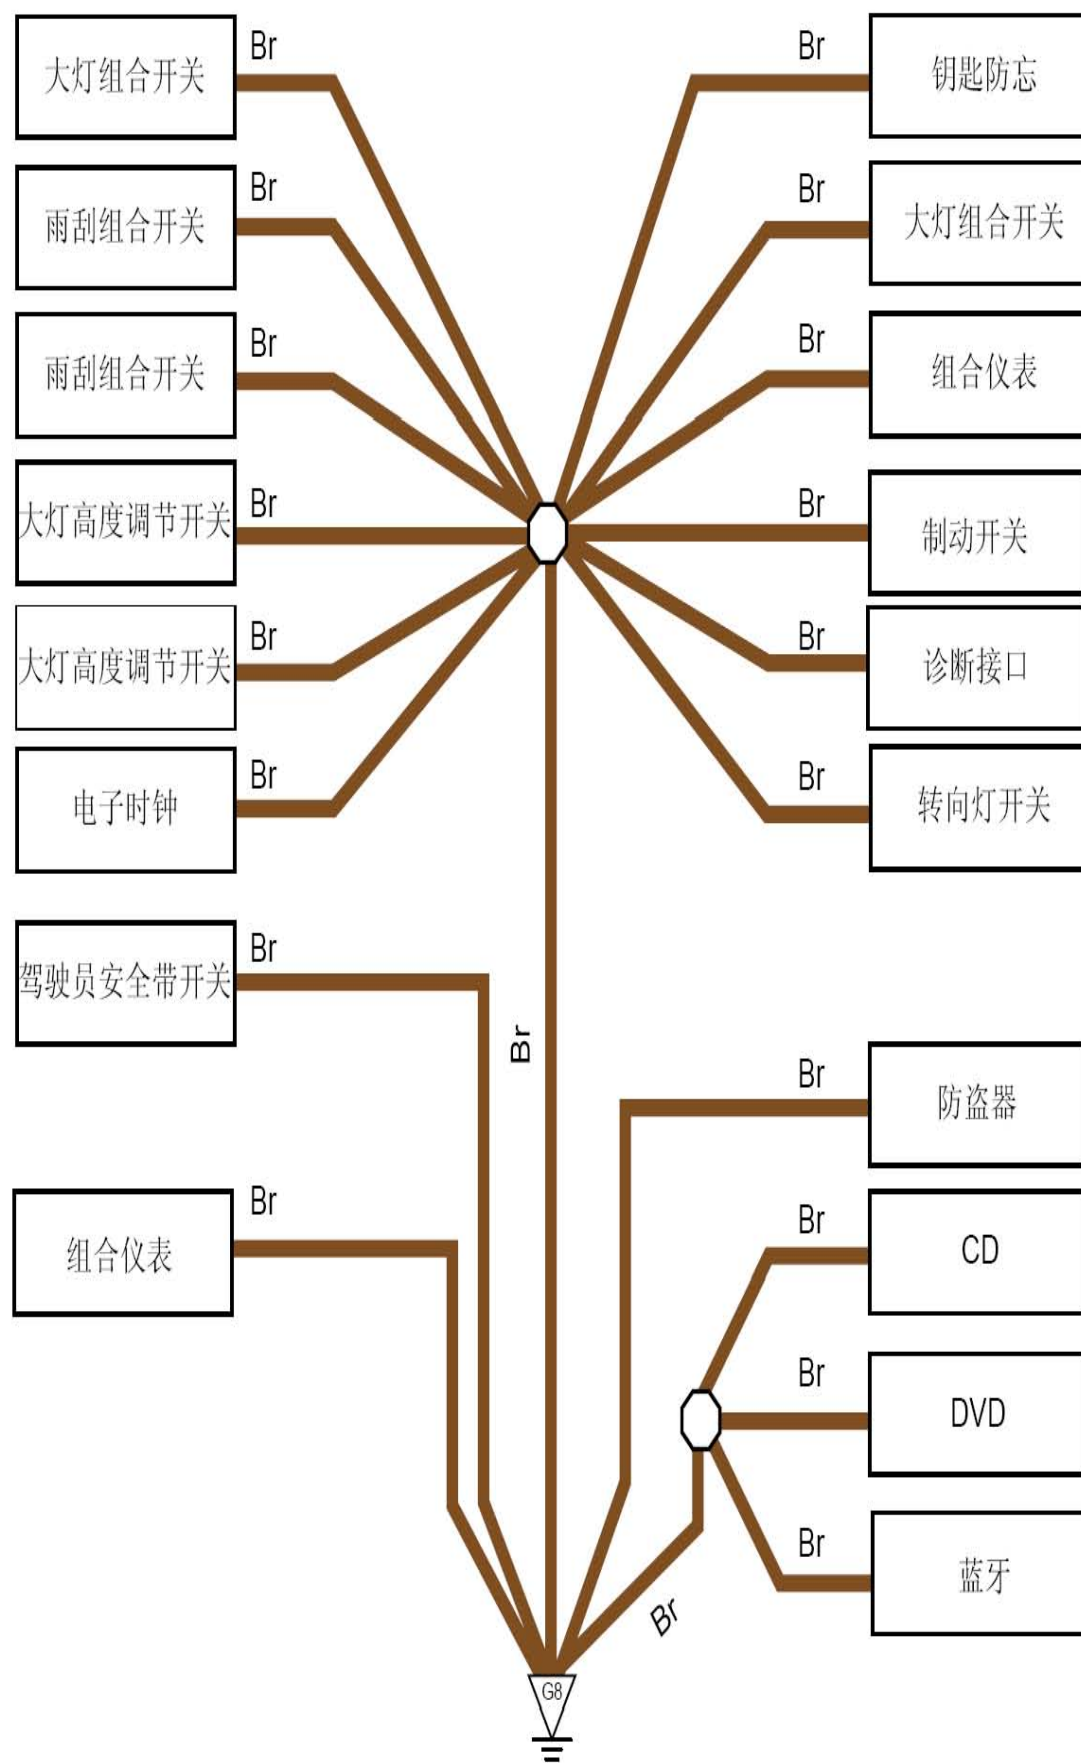 Br
大灯组合开关
Br
雨刮组合开关
Br
雨刮组合开关
Br
大灯高度调节开关
Br
大灯高度调节开关
Br
电子时钟
Br
驾驶员安全带开关
Br
组合仪表
Br
钥匙防忘
Br
大灯组合开关
Br
组合仪表
Br
制动开关
Br
诊断接口
Br
转向灯开关
Br
Br
防盗器
Br
CD
Br
DVD
Br
蓝牙
Br
G8